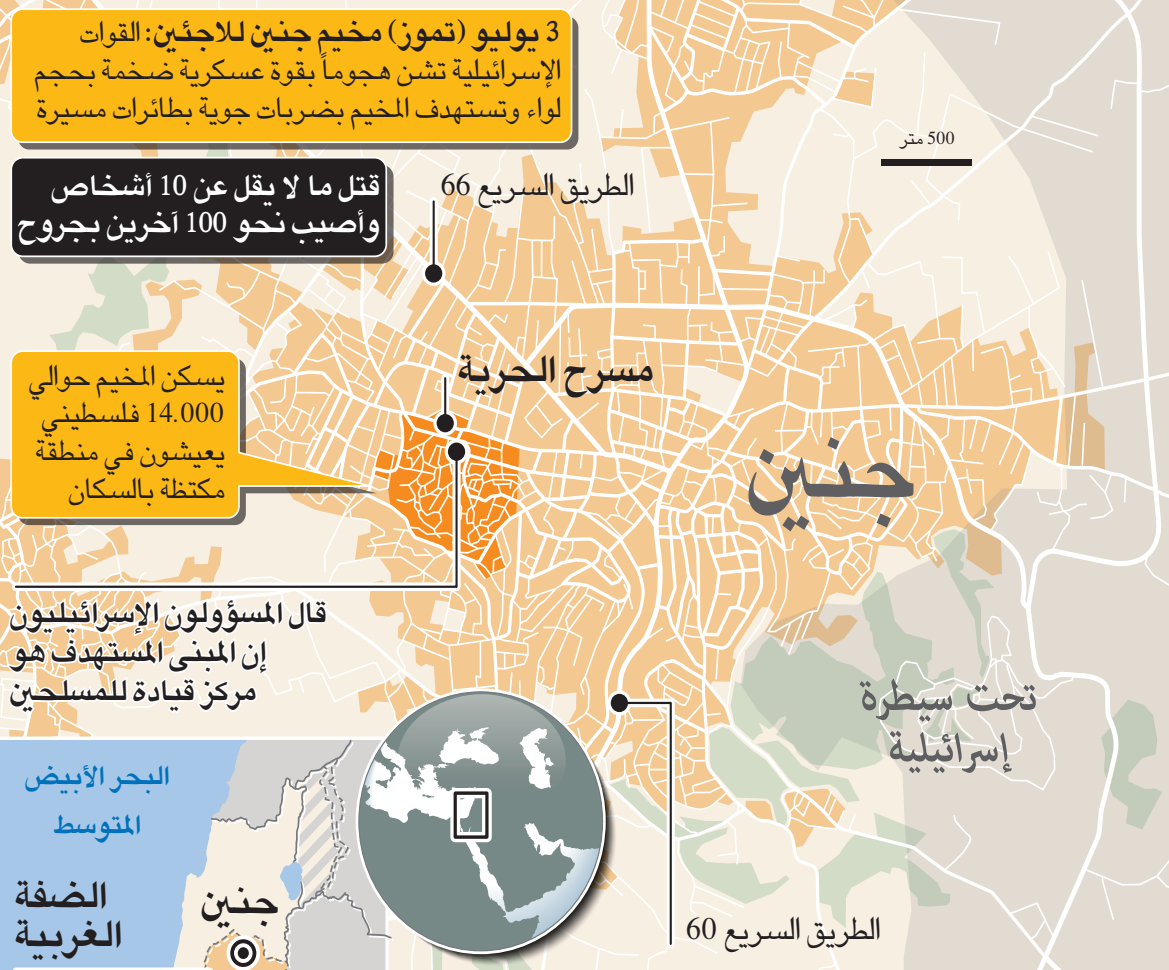 3 يوليو (تموز) مخيم جنين للاجئين: القوات
الإسرائيلية تشن هجوماً بقوة عسكرية ضخمة بحجم
لواء وتستهدف المخيم بضربات جوية بطائرات مسيرة
500 متر
قتل ما لا يقل عن 10 أشخاص
وأصيب نحو 100 آخرين بجروح
الطريق السريع 66
مسرح الحرية
يسكن المخيم حوالي
14.000 فلسطيني
يعيشون في منطقة
مكتظة بالسكان
جنين
قال المسؤولون الإسرائيليون
إن المبنى المستهدف هو
مركز قيادة للمسلحين
تحت سيطرة
إسرائيلية
البحر الأبيض
المتوسط
الضفة
الغربية
جنين
الطريق السريع 60